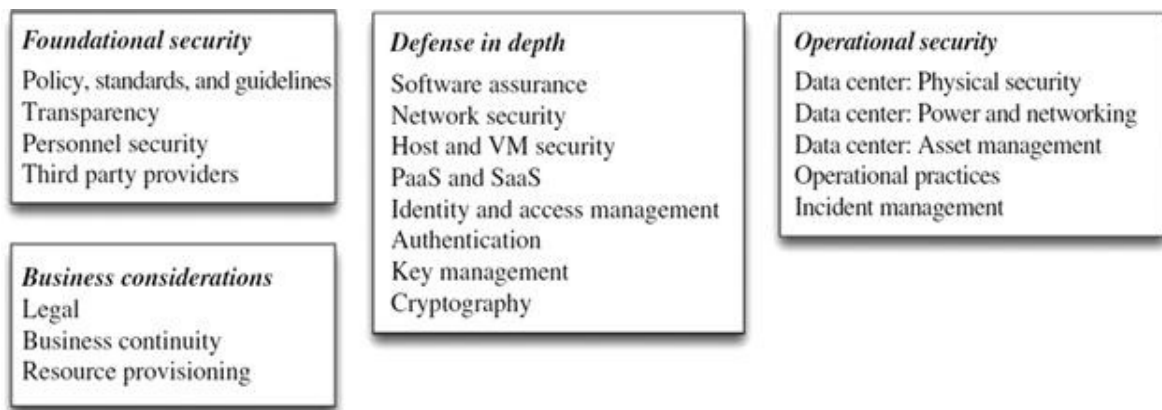 Foundational security
Policy, standards, and guidelines
Transparency
Personnel security
Third party providers
Business considerations
Legal
Business continuity
Resource provisioning
Defense in depth
Software assurance
Network security
Host and VM security
PaaS and SaaS
Identity and access management
Authentication
Key management
Cryptography
Operational security
Data center: Physical security
Data center: Power and networking
Data center: Asset management
Operational practices
Incident management